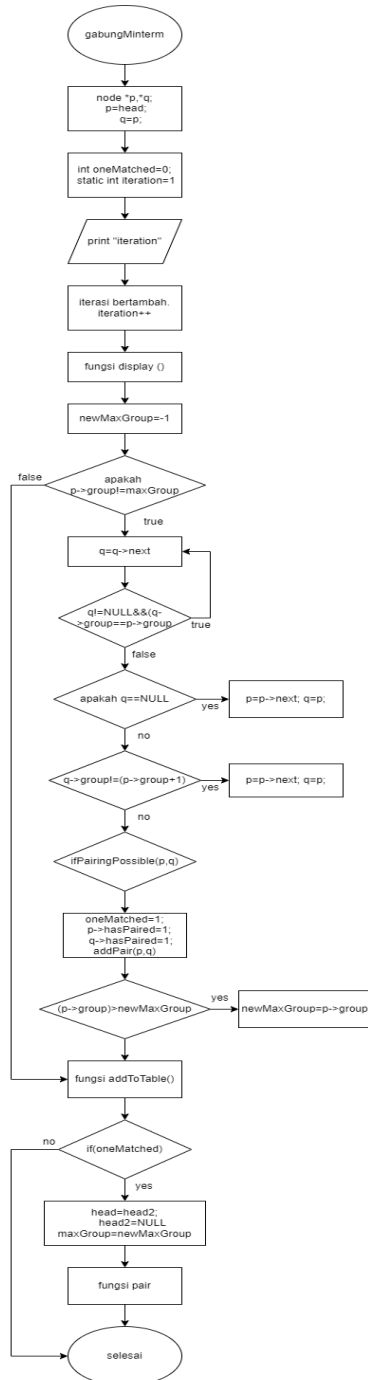 gabungMinterm
node *p,*q;
p=head;
q=p;
int oneMatched=0;
static int iteration=1
print "iteration"
iterasi bertambah.
iteration++
fungsi display ()
newMaxGroup=-1
false
apakah
p->group!=maxGroup
true
q=q->next
q!=NULL&&(q-
>group==p->group
true
false
apakah q==NULL
yes
p=p->next; q=p;
no
q->group!=(p->group+1)
yes
p=p->next; q=p;
no
ifPairingPossible(p,q)
oneMatched=1;
p->hasPaired=1;
q->hasPaired=1;
addPair(p,q)
(p->group)>newMaxGroup
yes
newMaxGroup=p->group
fungsi addToTable()
no
if(oneMatched)
yes
head=head2;
head2=NULL
maxGroup=newMaxGroup
fungsi pair
selesai